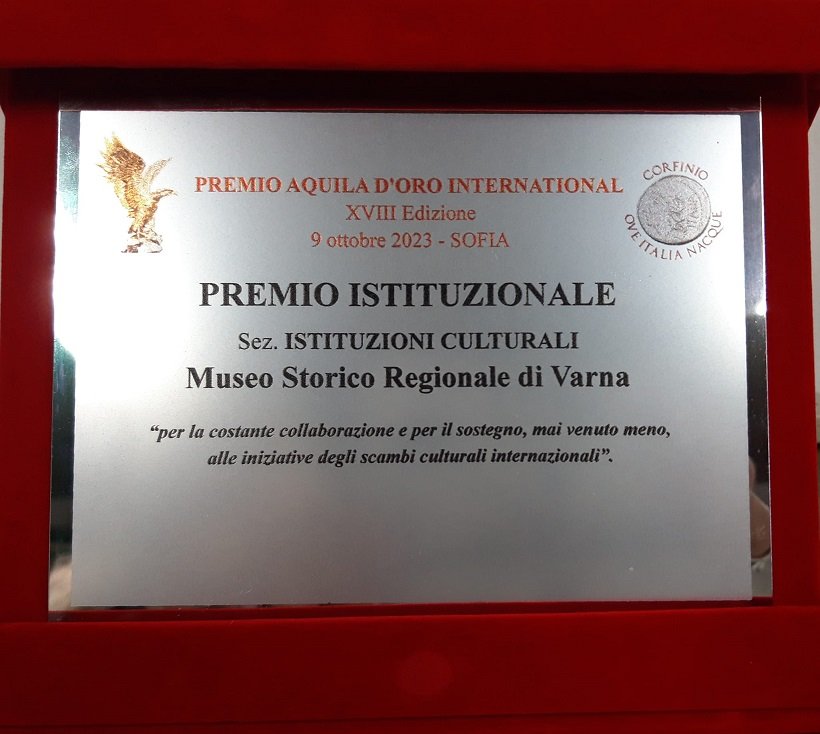 PREMIO AQUILA D'ORO INTERNATIONAL
XVIII Edizione
9 ottobre 2023 - SOFIA
CORFINIO
OVE ITALIA NACQUE
PREMIO ISTITUZIONALE
Sez. ISTITUZIONI CULTURALI
Museo Storico Regionale di Varna
“per la costante collaborazione e per il sostegno, mai venuto meno,
alle iniziative degli scambi culturali internazionali”.